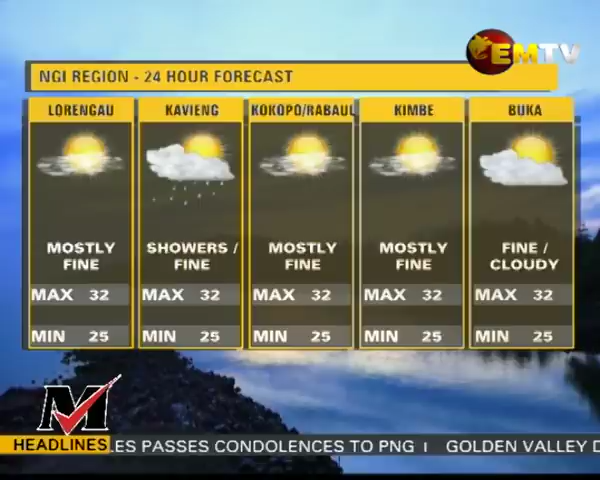 EMTV
NGI REGION - 24 HOUR FORECAST
LORENGAU
MOSTLY
FINE
MAX 32
MIN 25
KAVIENG
SHOWERS /
FINE
MAX 32
MIN 25
KOKOPO/RABAUL
MOSTLY
FINE
MAX 32
MIN 25
KIMBE
MOSTLY
FINE
MAX 32
MIN 25
BUKA
FINE /
CLOUDY
MAX 32
MIN 25
M
HEADLINES LES PASSES CONDOLENCES TO PNG | GOLDEN VALLEY D